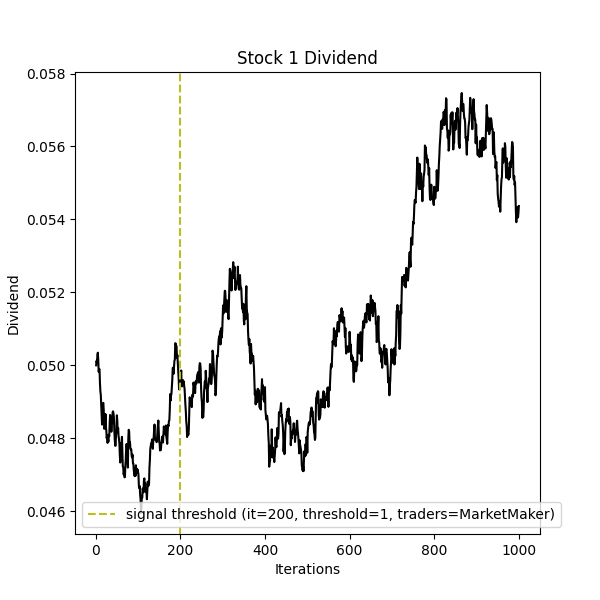 Stock 1 Dividend
0.058
0.056
0.054
0.052
0.050
0.048
0.046
Dividend
signal threshold (it=200, threshold=1, traders=MarketMaker)
0 200 400 600 800 1000
Iterations